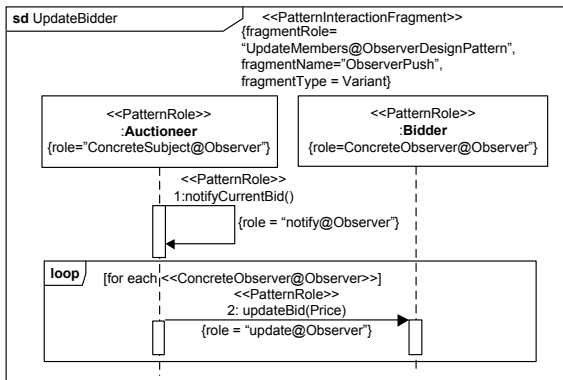 sd UpdateBidder
<<PatternInteractionFragment>>
{fragmentRole=
“UpdateMembers@ObserverDesignPattern”,
fragmentName=”ObserverPush”,
fragmentType = Variant}
<<PatternRole>>
:Auctioneer
{role=”ConcreteSubject@Observer”}
<<PatternRole>>
:Bidder
{role=ConcreteObserver@Observer”}
<<PatternRole>>
1:notifyCurrentBid()
{role = “notify@Observer”}
loop
[for each <<ConcreteObserver@Observer>>]
<<PatternRole>>
2: updateBid(Price)
{role = “update@Observer”}